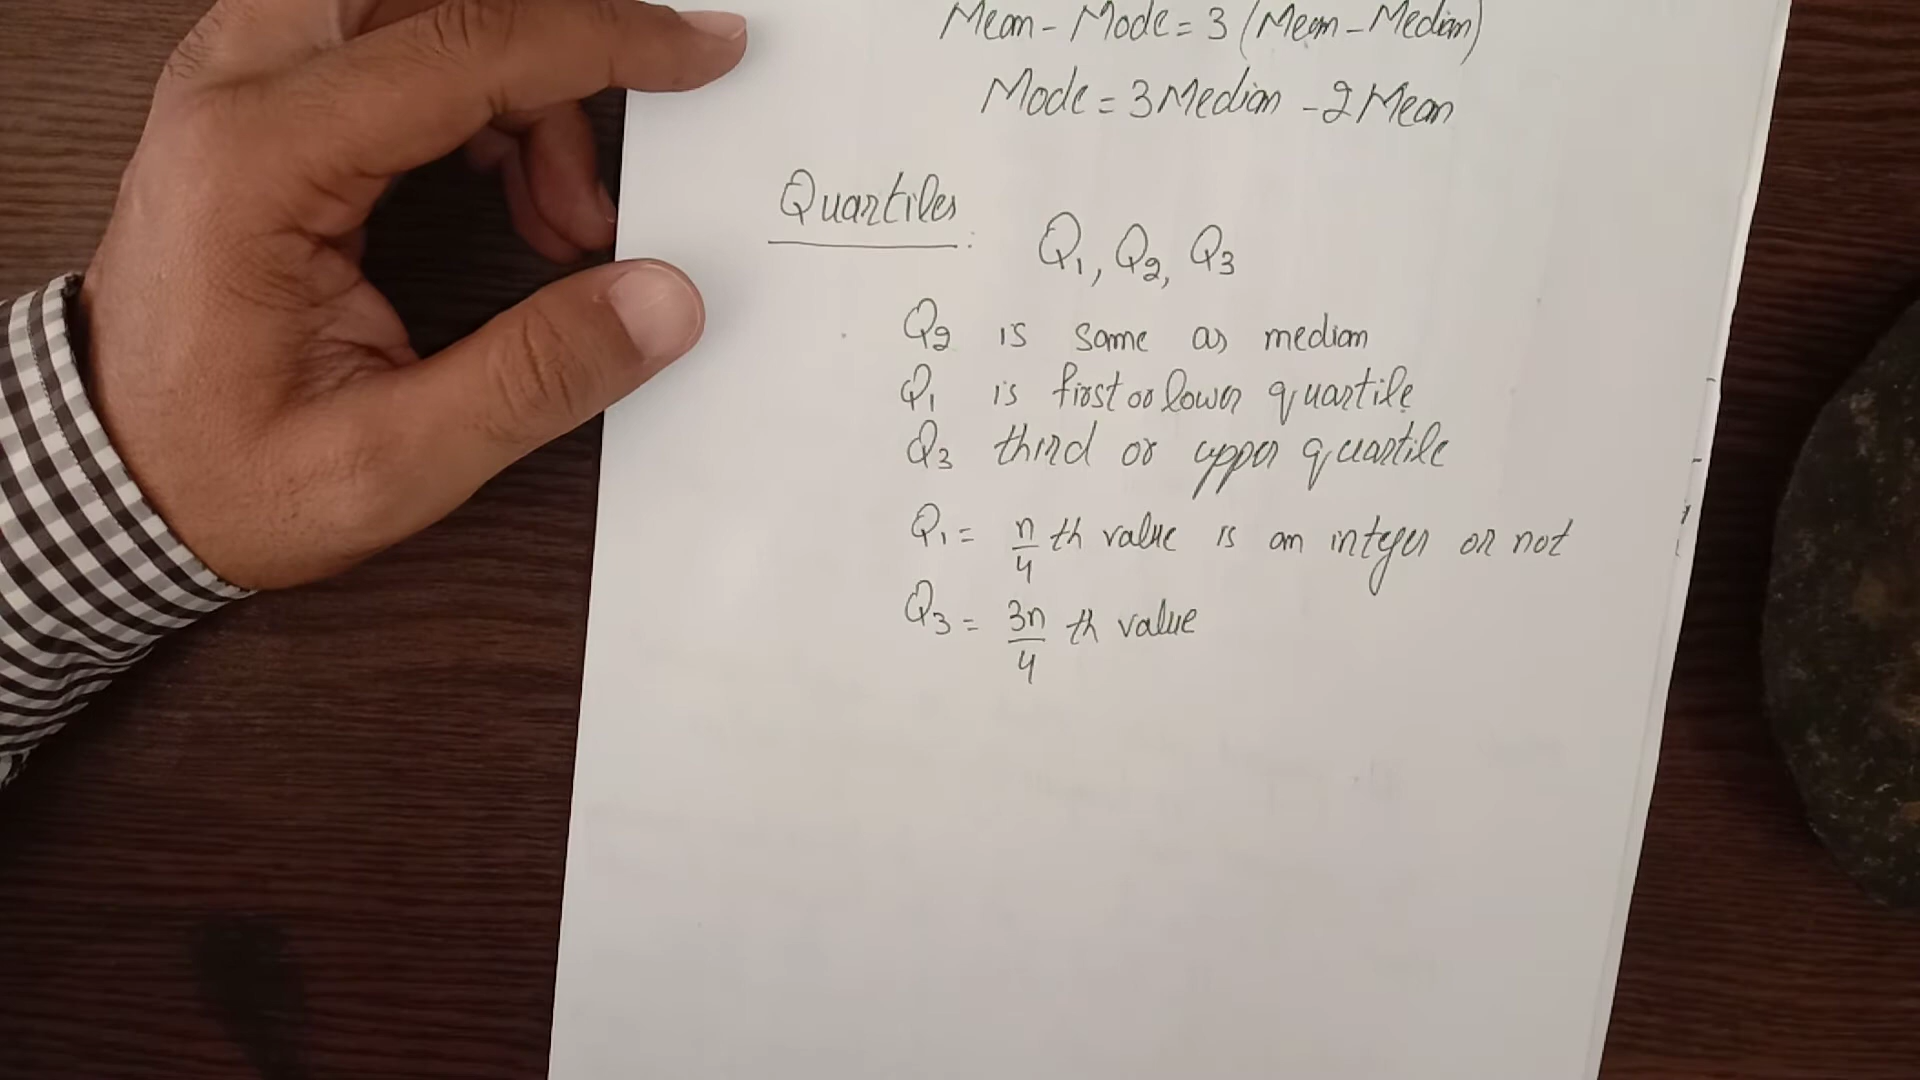 Mean - Mode = 3 (Mean - Median)
Mode = 3 Median - 2 Mean
Quartiles :
Q1, Q2, Q3
Q2 is same as median
Q1 is first or lower quartile
Q3 third or upper quartile
Q1 = n/4 th value is an integer or not
Q3 = 3n/4 th value